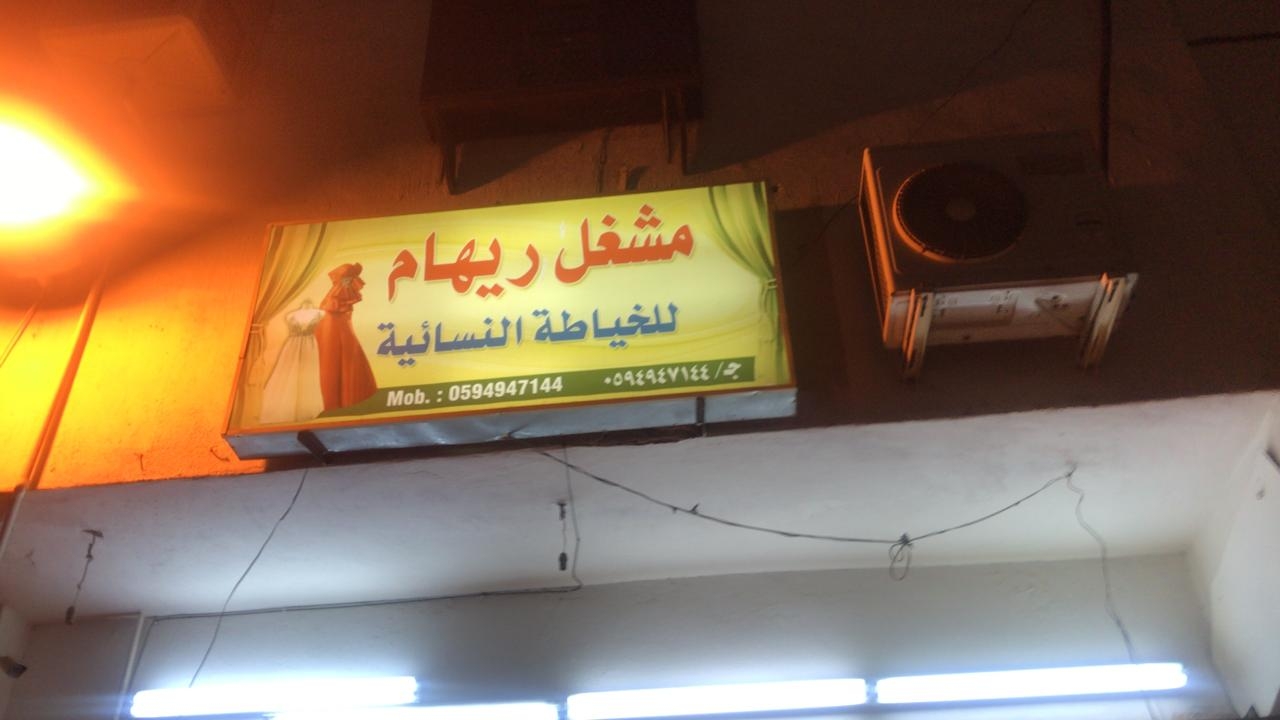 مشغل ريهام
للخياطة النسائية
Mob. : 0594947144 ج/ ٠٥٩٤٩٤٧١٤٤